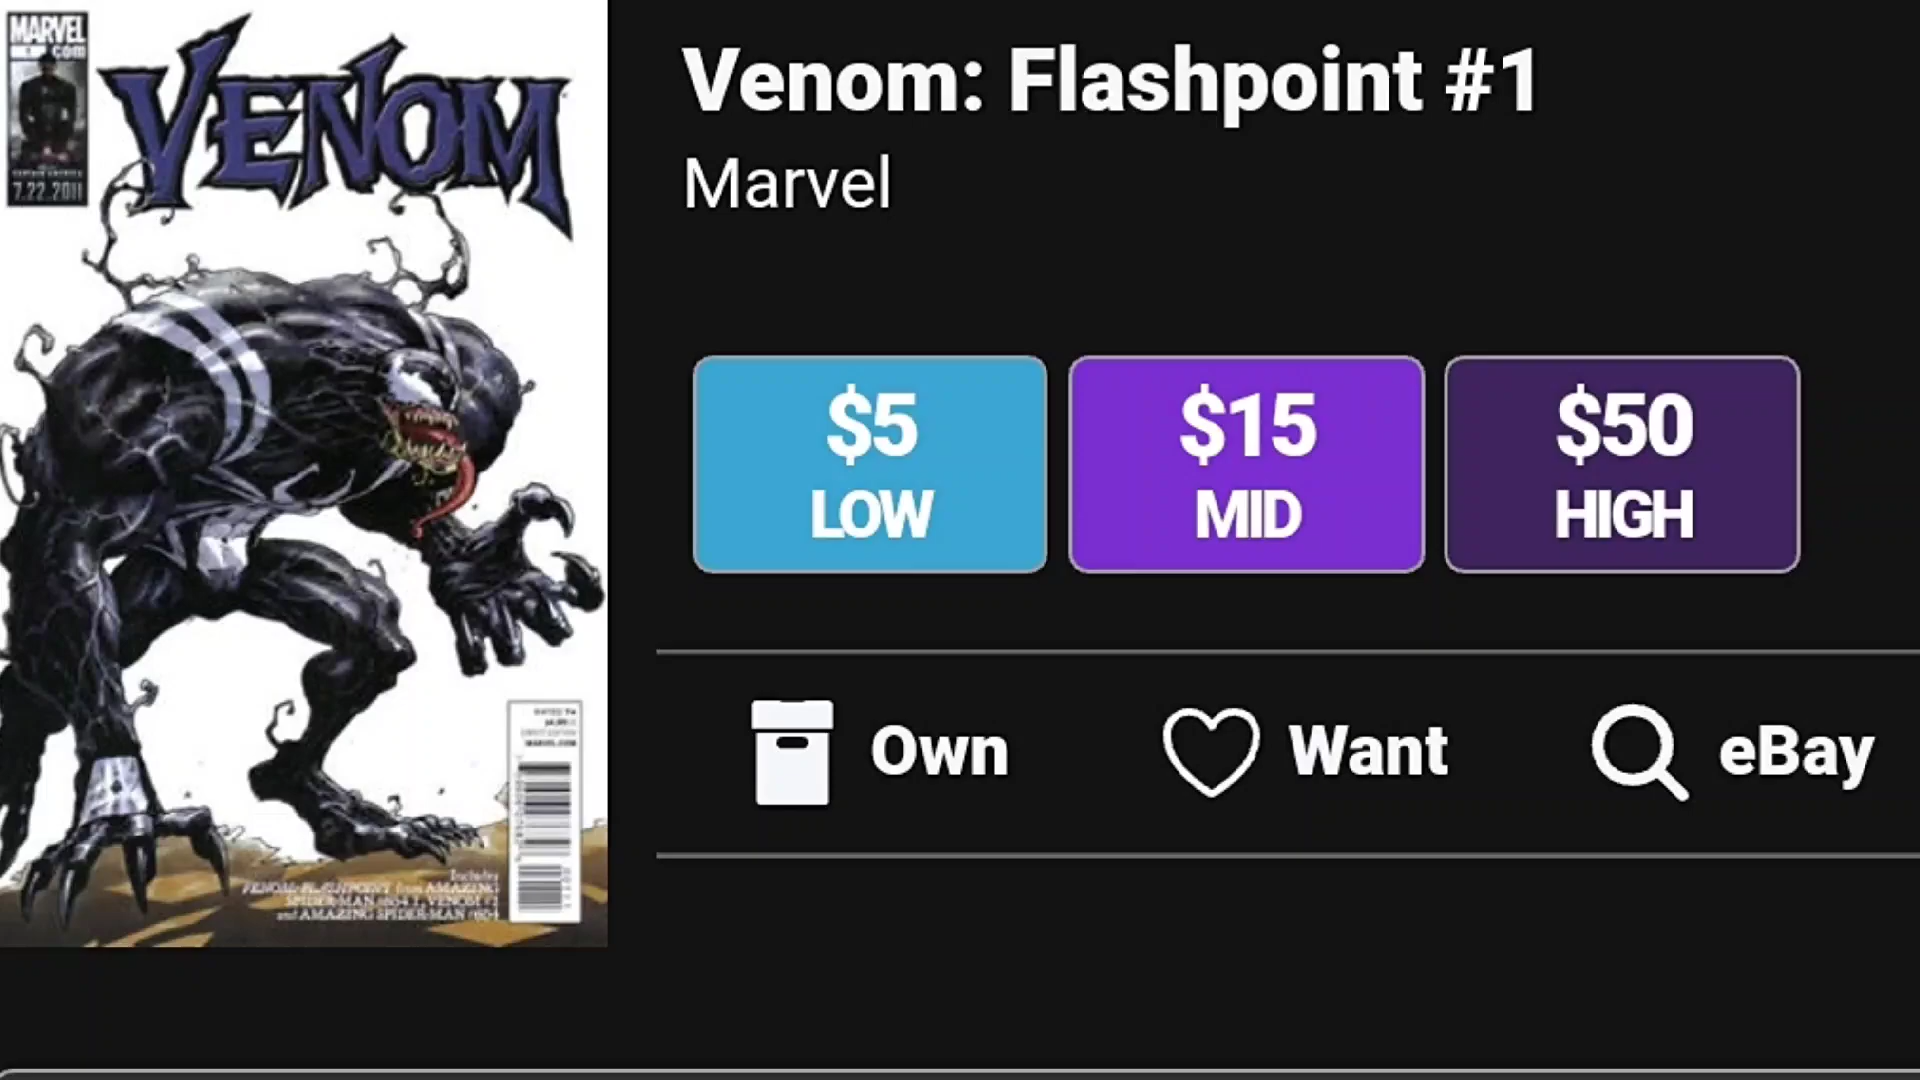 MARVEL
.com
7.22.2011
VENOM
Includes
VENOM: FLASHPOINT from AMAZING
SPIDER-MAN #654.1, VENOM #1
and AMAZING SPIDER-MAN #654
Venom: Flashpoint #1
Marvel
$5
LOW
$15
MID
$50
HIGH
Own
Want
eBay